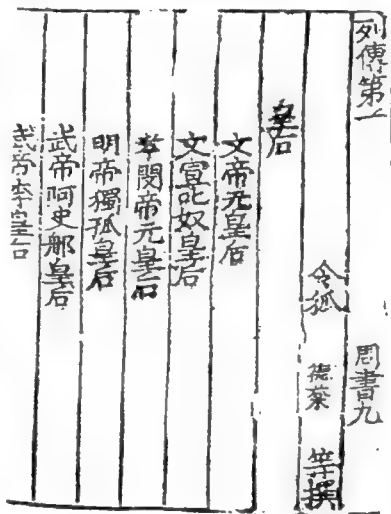 列傳第一 周書九
令狐 德棻 等撰
皇后
文帝元皇后
文宣叱奴皇后
孝閔帝元皇后
明帝獨孤皇后
武帝阿史那皇后
武帝李皇后